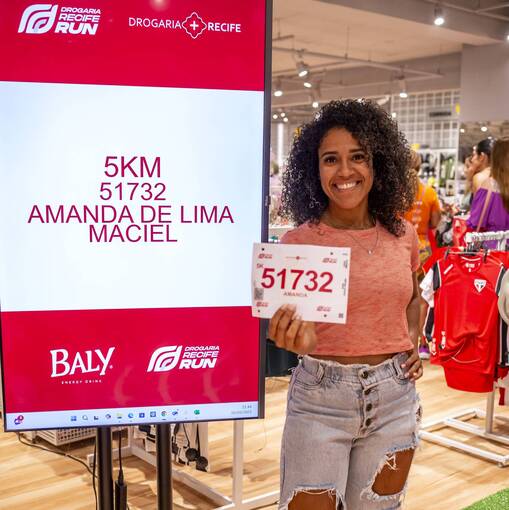 DROGARIA
RECIFE
RUN
DROGARIA RECIFE
5KM
51732
AMANDA DE LIMA
MACIEL
BALY
ENERGY DRINK
DROGARIA
RECIFE
RUN
5K
51732
AMANDA